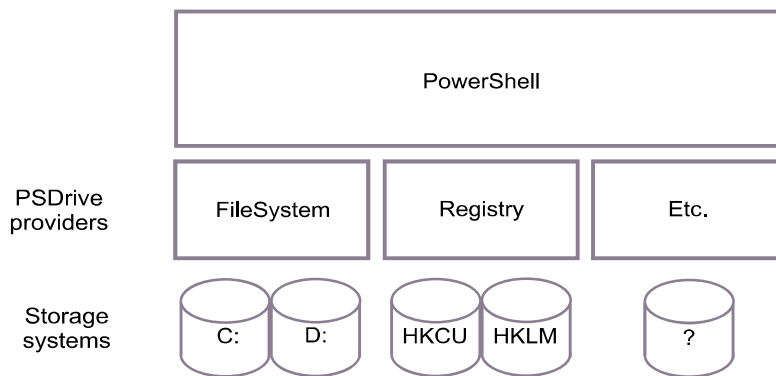 PowerShell
PSDrive
providers
FileSystem
Registry
Etc.
Storage
systems
C:
D:
HKCU
HKLM
?